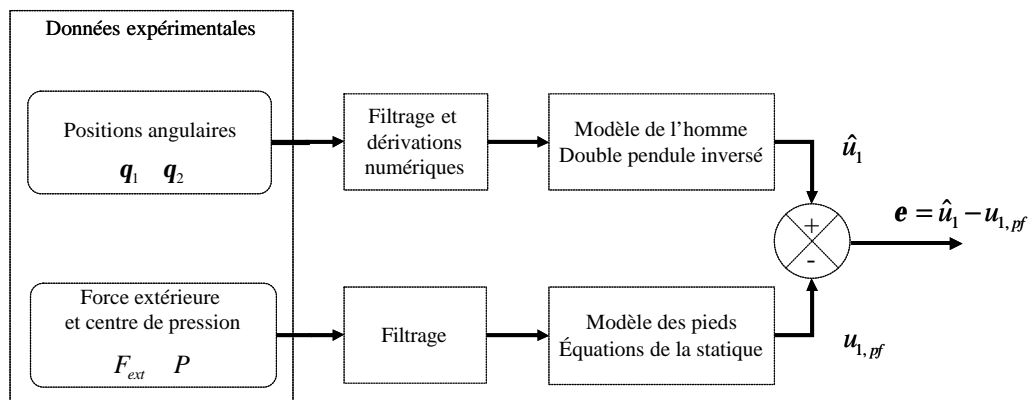 Données expérimentales
Positions angulaires
q₁ q₂
Filtrage et
dérivations
numériques
Modèle de l'homme
Double pendule inversé
û₁
+
-
e = û₁ − u₁,pf
Force extérieure
et centre de pression
F_ext P
Filtrage
Modèle des pieds
Équations de la statique
u₁,pf